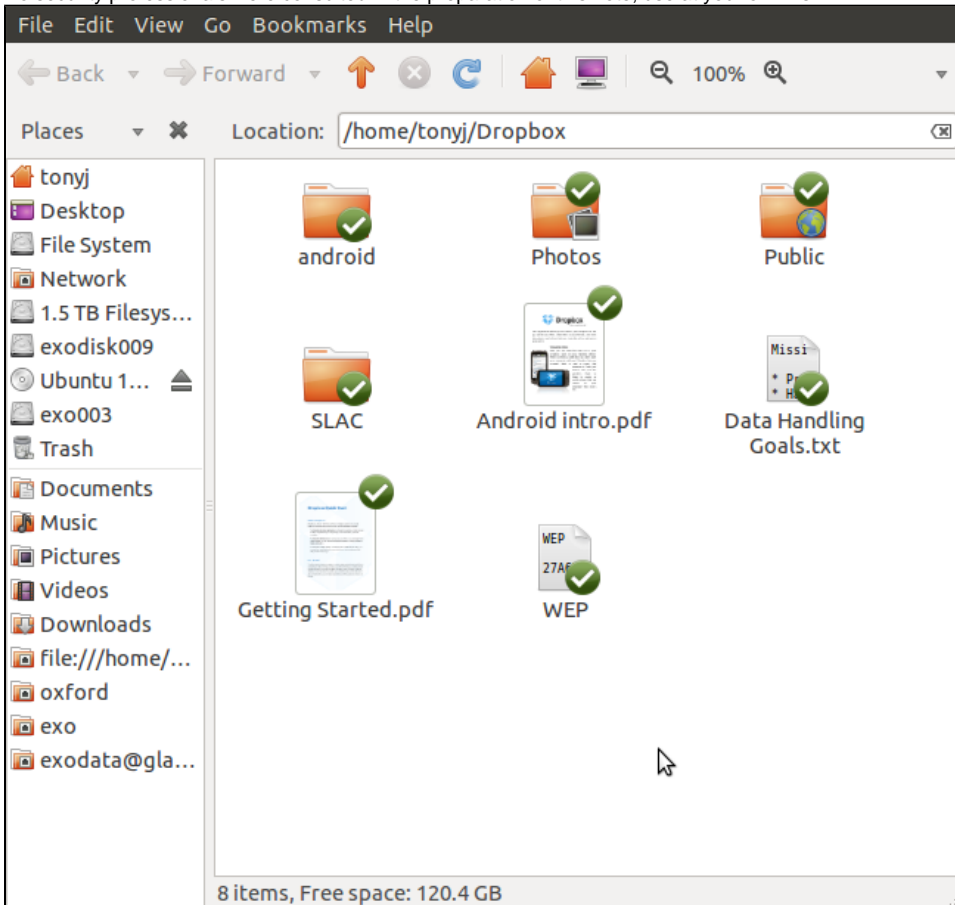 File Edit View Go Bookmarks Help
Back Forward 100%
Places Location: /home/tonyj/Dropbox
tonyj
Desktop
File System
Network
1.5 TB Filesys...
exodisk009
Ubuntu 1...
exo003
Trash
Documents
Music
Pictures
Videos
Downloads
file:///home/...
oxford
exo
exodata@gla...
android
Photos
Public
Dropbox
Missi
SLAC
Android intro.pdf
Data Handling
Goals.txt
WEP
Getting Started.pdf
WEP
8 items, Free space: 120.4 GB